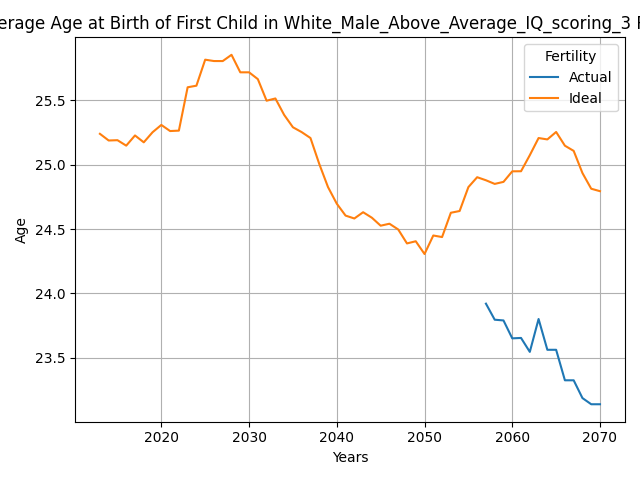 erage Age at Birth of First Child in White_Male_Above_Average_IQ_scoring_3
Fertility
Actual
Ideal
25.5
25.0
24.5
24.0
23.5
Age
2020 2030 2040 2050 2060 2070
Years